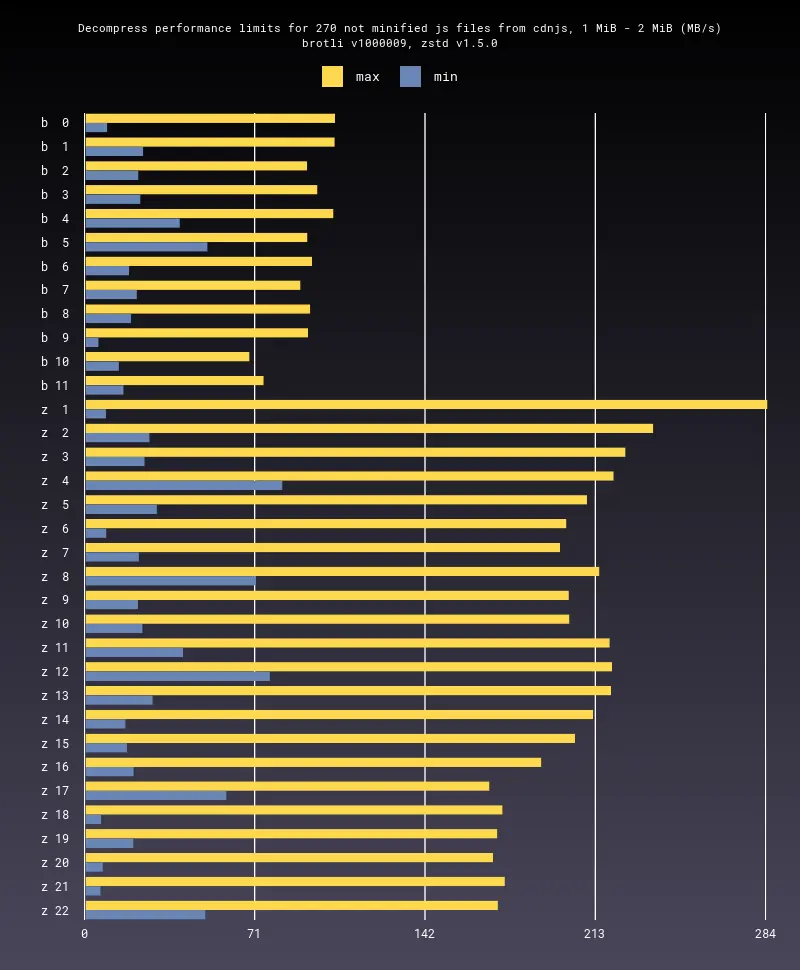 Decompress performance limits for 270 not minified js files from cdnjs, 1 MiB - 2 MiB (MB/s)
brotli v1000009, zstd v1.5.0
max min
b 0
b 1
b 2
b 3
b 4
b 5
b 6
b 7
b 8
b 9
b 10
b 11
z 1
z 2
z 3
z 4
z 5
z 6
z 7
z 8
z 9
z 10
z 11
z 12
z 13
z 14
z 15
z 16
z 17
z 18
z 19
z 20
z 21
z 22
0 71 142 213 284